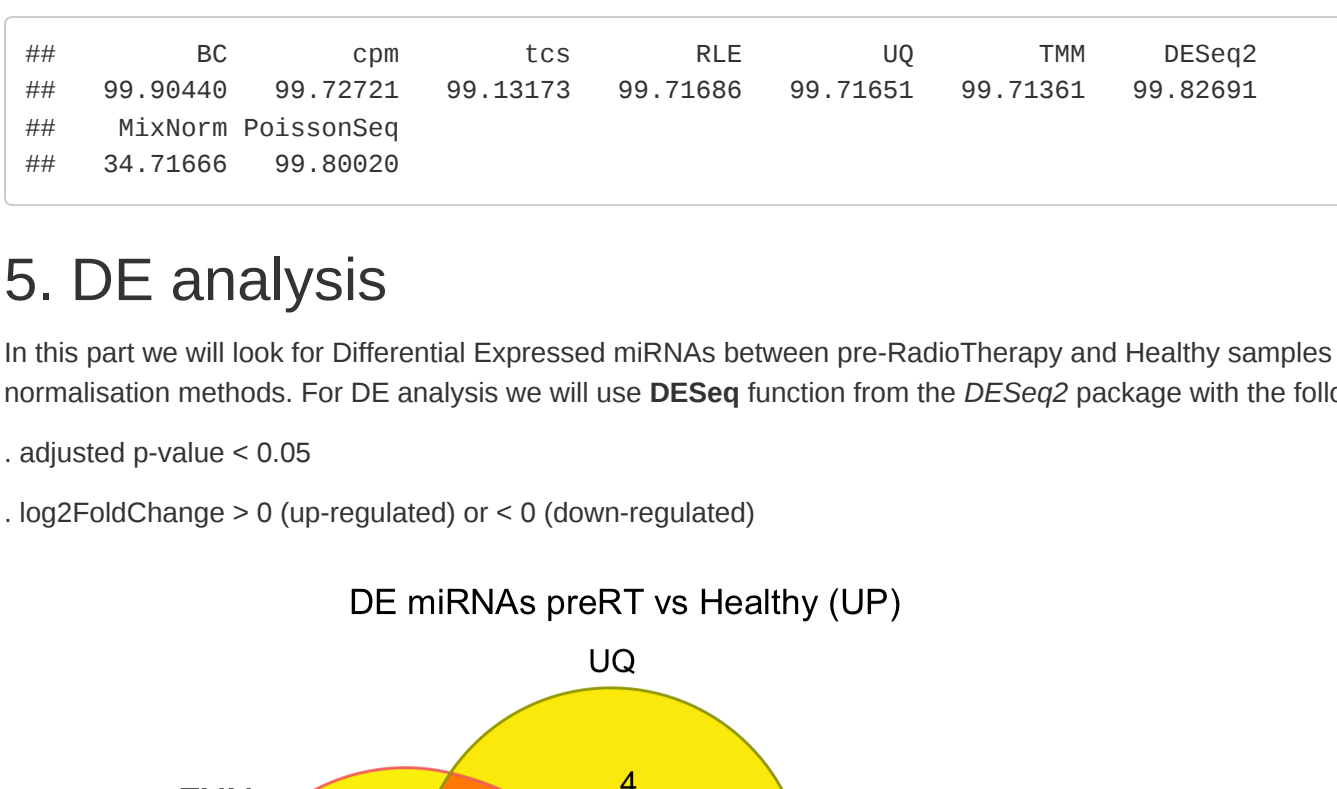 ## BC cpm tcs RLE UQ TMM DESeq2
## 99.90440 99.72721 99.13173 99.71686 99.71651 99.71361 99.82691
## MixNorm PoissonSeq
## 34.71666 99.80020
5. DE analysis
In this part we will look for Differential Expressed miRNAs between pre-RadioTherapy and Healthy samples
normalisation methods. For DE analysis we will use DESeq function from the DESeq2 package with the
. adjusted p-value < 0.05
. log2FoldChange > 0 (up-regulated) or < 0 (down-regulated)
DE miRNAs preRT vs Healthy (UP)
UQ
4